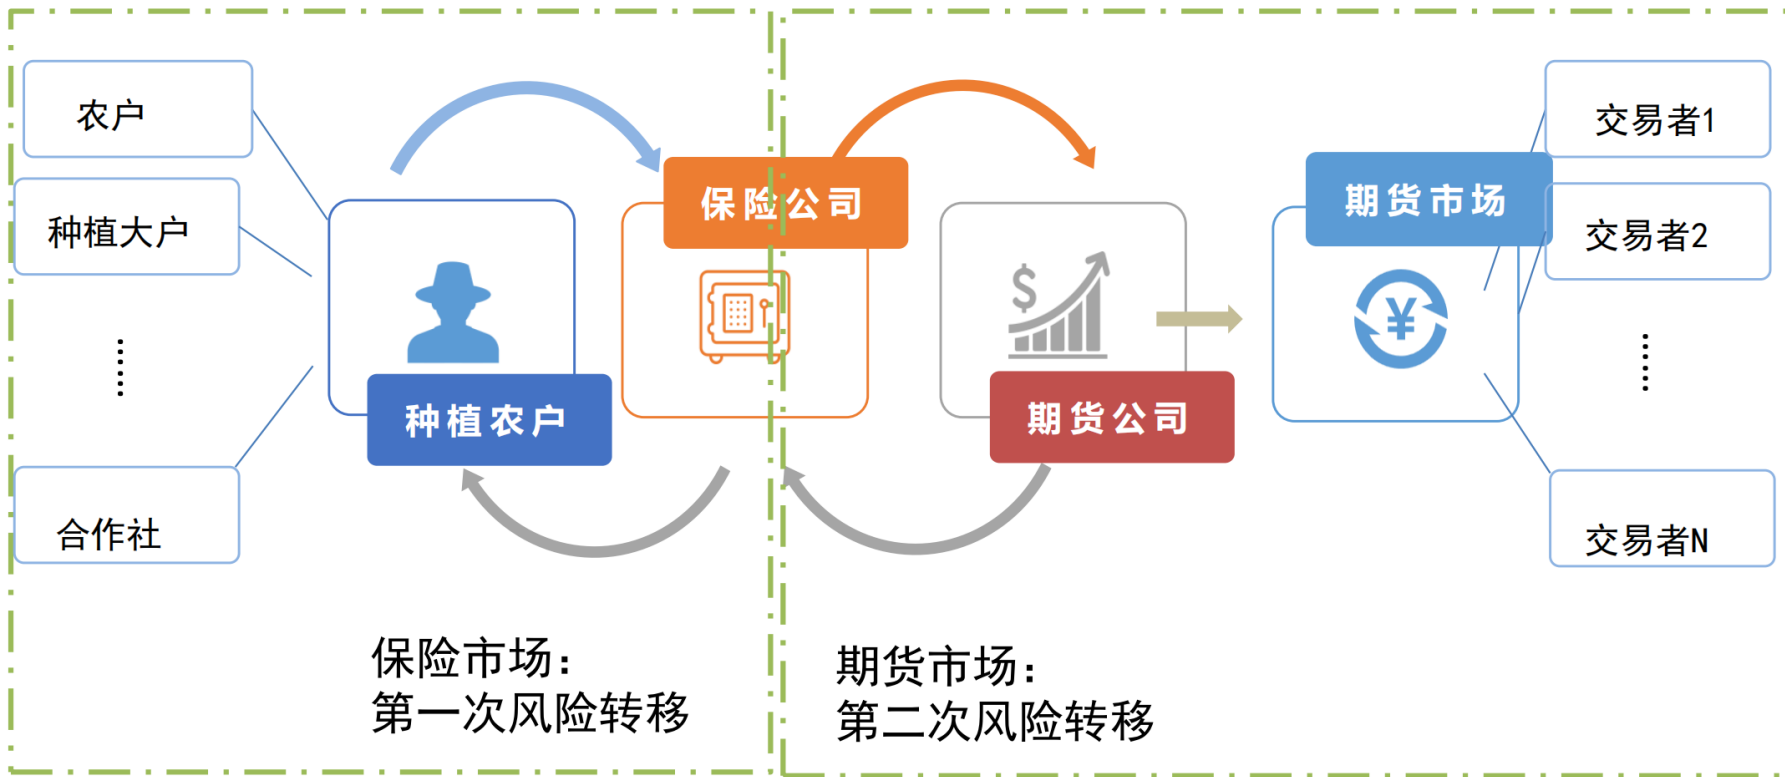 农户
种植大户
合作社
种植农户
保险公司
期货公司
期货市场
交易者1
交易者2
交易者N
保险市场：
第一次风险转移
期货市场：
第二次风险转移